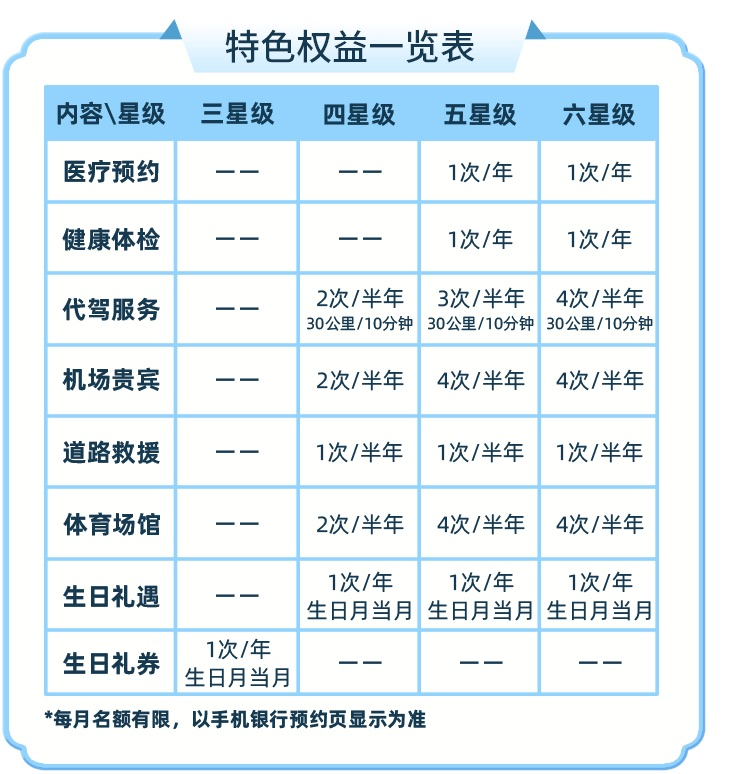 特色权益一览表
内容\星级 三星级 四星级 五星级 六星级
医疗预约 —— —— 1次/年 1次/年
健康体检 —— —— 1次/年 1次/年
代驾服务 —— 2次/半年 3次/半年 4次/半年
30公里/10分钟 30公里/10分钟 30公里/10分钟
机场贵宾 —— 2次/半年 4次/半年 4次/半年
道路救援 —— 1次/半年 1次/半年 1次/半年
体育场馆 —— 2次/半年 4次/半年 4次/半年
生日礼遇 —— 1次/年 1次/年 1次/年
生日月当月 生日月当月 生日月当月
生日礼券 1次/年 —— —— ——
生日月当月
*每月名额有限，以手机银行预约页显示为准